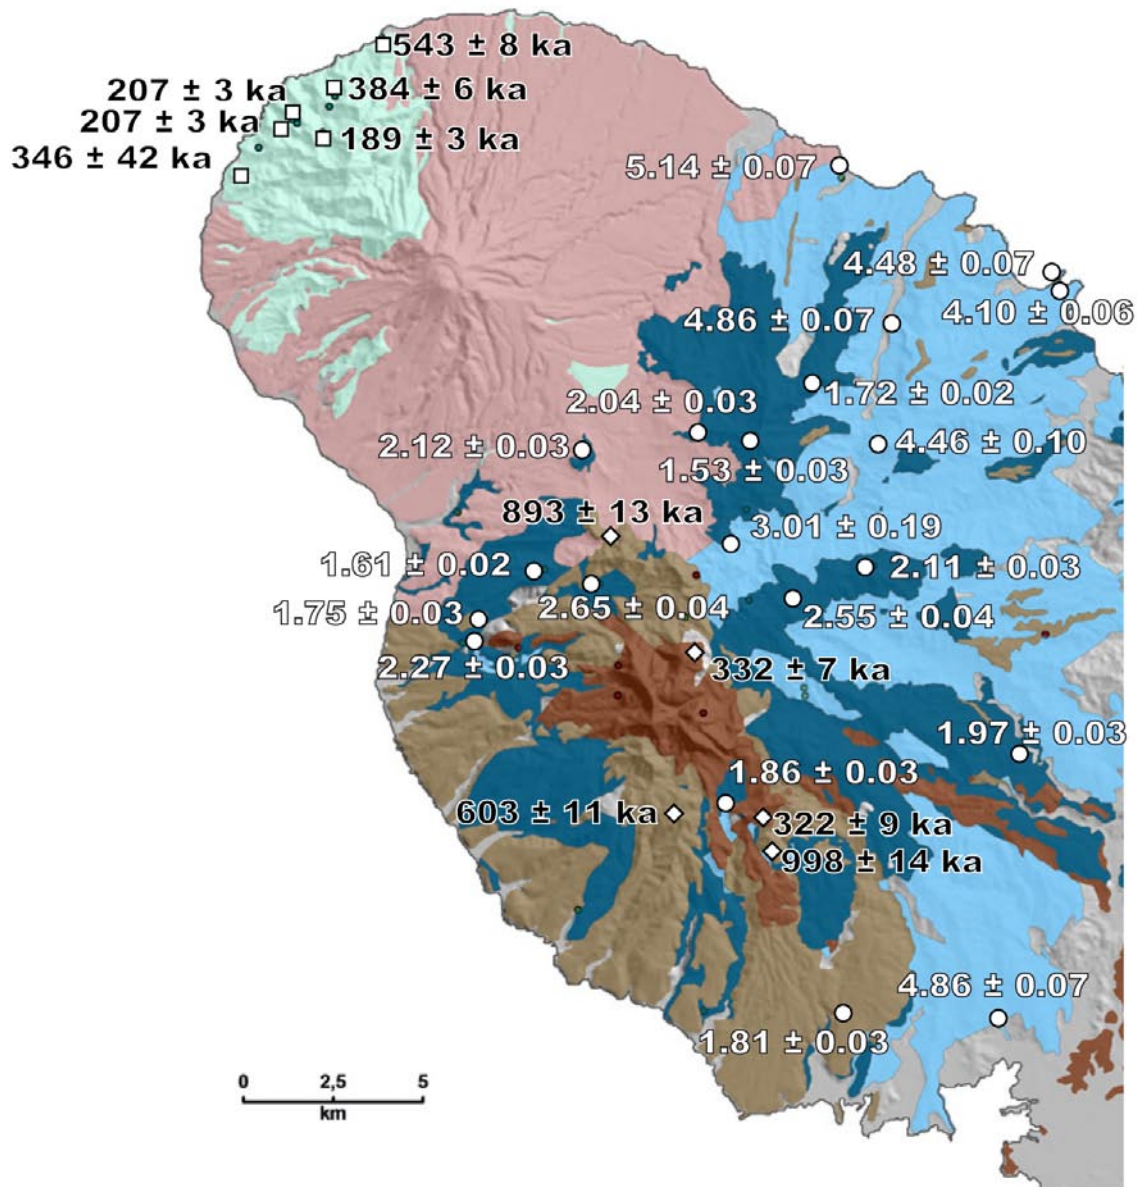 543 ± 8 ka
207 ± 3 ka
384 ± 6 ka
207 ± 3 ka
189 ± 3 ka
346 ± 42 ka
5.14 ± 0.07
4.48 ± 0.07
4.10 ± 0.06
4.86 ± 0.07
1.72 ± 0.02
2.04 ± 0.03
2.12 ± 0.03
4.46 ± 0.10
1.53 ± 0.03
893 ± 13 ka
3.01 ± 0.19
1.61 ± 0.02
2.11 ± 0.03
2.65 ± 0.04
2.55 ± 0.04
1.75 ± 0.03
2.27 ± 0.03
332 ± 7 ka
1.97 ± 0.03
1.86 ± 0.03
603 ± 11 ka
322 ± 9 ka
998 ± 14 ka
4.86 ± 0.07
1.81 ± 0.03
0 2,5 5
km